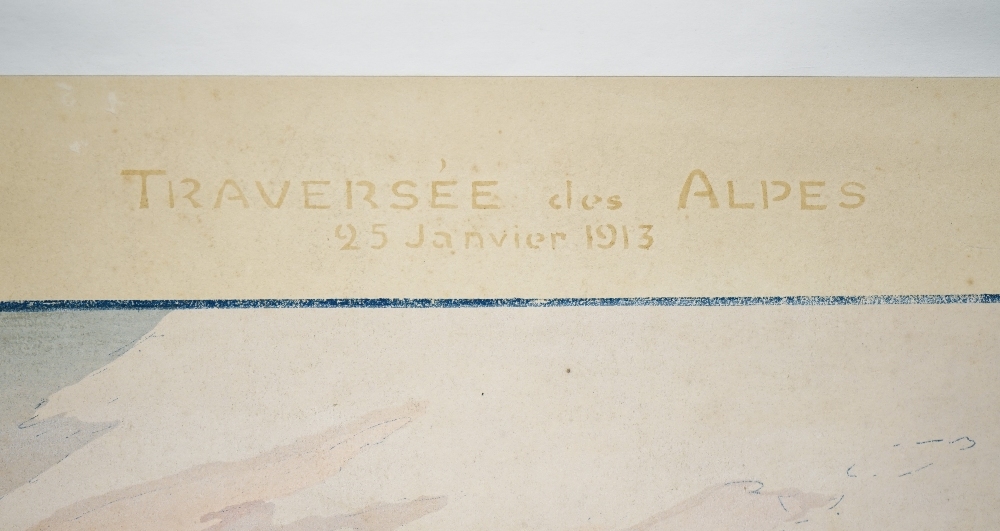 TRAVERSÉE des ALPES
25 Janvier 1913